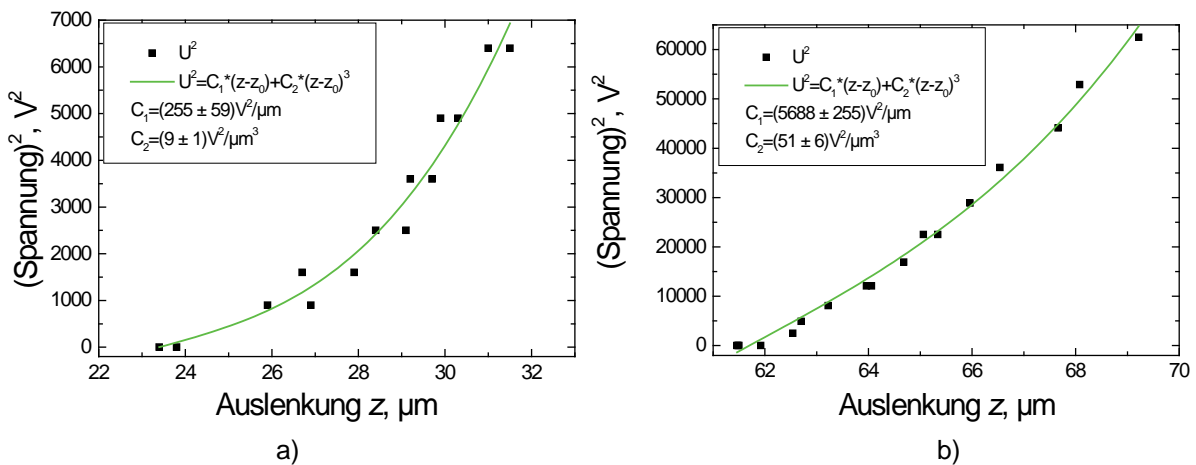 7000
6000
5000
4000
3000
2000
1000
0
22 24 26 28 30 32
(Spannung)², V²
Auslenkung z, µm
U²
U²=C₁*(z-z₀)+C₂*(z-z₀)³
C₁=(255 ± 59)V²/µm
C₂=(9 ± 1)V²/µm³
a)
60000
50000
40000
30000
20000
10000
0
62 64 66 68 70
(Spannung)², V²
Auslenkung z, µm
U²
U²=C₁*(z-z₀)+C₂*(z-z₀)³
C₁=(5688 ± 255)V²/µm
C₂=(51 ± 6)V²/µm³
b)